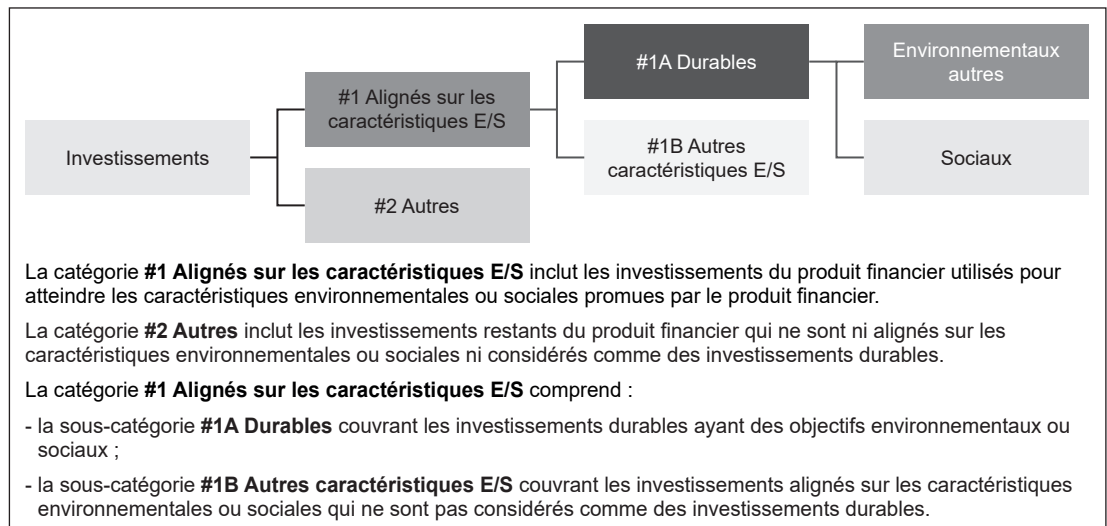 Investissements
#1 Alignés sur les
caractéristiques E/S
#2 Autres
#1A Durables
#1B Autres
caractéristiques E/S
Environnementaux
autres
Sociaux
La catégorie #1 Alignés sur les caractéristiques E/S inclut les investissements du produit financier utilisés pour
atteindre les caractéristiques environnementales ou sociales promues par le produit financier.
La catégorie #2 Autres inclut les investissements restants du produit financier qui ne sont ni alignés sur les
caractéristiques environnementales ou sociales ni considérés comme des investissements durables.
La catégorie #1 Alignés sur les caractéristiques E/S comprend :
- la sous-catégorie #1A Durables couvrant les investissements durables ayant des objectifs environnementaux ou
sociaux ;
- la sous-catégorie #1B Autres caractéristiques E/S couvrant les investissements alignés sur les caractéristiques
environnementales ou sociales qui ne sont pas considérés comme des investissements durables.